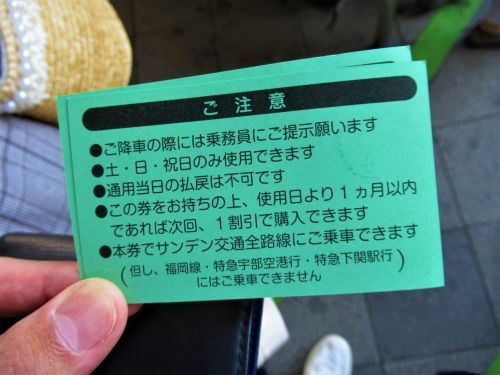 ご注意
●ご降車の際には乗務員にご提示願います
●土・日・祝日のみ使用できます
●通用当日の払戻は不可です
●この券をお持ちの上、使用日より1ヵ月以内
であれば次回、1割引で購入できます
●本券でサンデン交通全路線にご乗車できます
(但し、福岡線・特急宇部空港行・特急下関駅行)
にはご乗車できません